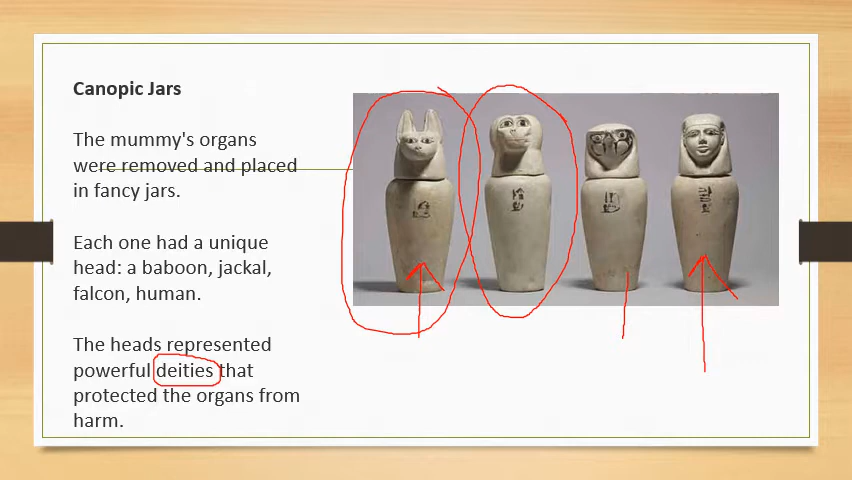 Canopic Jars
The mummy's organs
were removed and placed
in fancy jars.
Each one had a unique
head: a baboon, jackal,
falcon, human.
The heads represented
powerful deities that
protected the organs from
harm.